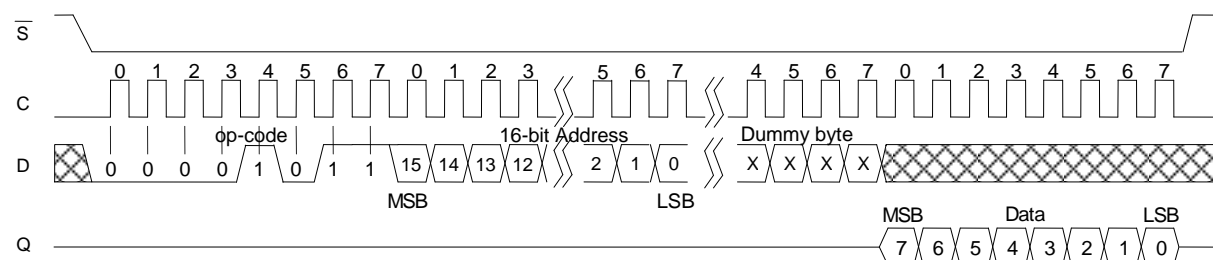 S
0 1 2 3 4 5 6 7 0 1 2 3 5 6 7 4 5 6 7 0 1 2 3 4 5 6 7
C
op-code 16-bit Address Dummy byte
D 0 0 0 0 1 0 1 1 15 14 13 12 2 1 0 X X X X
MSB LSB
MSB Data LSB
Q 7 6 5 4 3 2 1 0